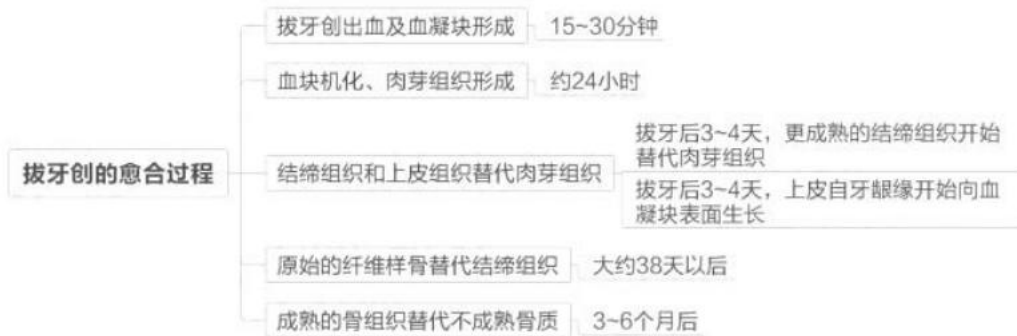 拔牙创的愈合过程
拔牙创出血及血凝块形成
15~30分钟
血块机化、肉芽组织形成
约24小时
结缔组织和上皮组织替代肉芽组织
拔牙后3~4天，更成熟的结缔组织开始
替代肉芽组织
拔牙后3~4天，上皮自牙龈缘开始向血
凝块表面生长
原始的纤维样骨替代结缔组织
大约38天以后
成熟的骨组织替代不成熟骨质
3~6个月后